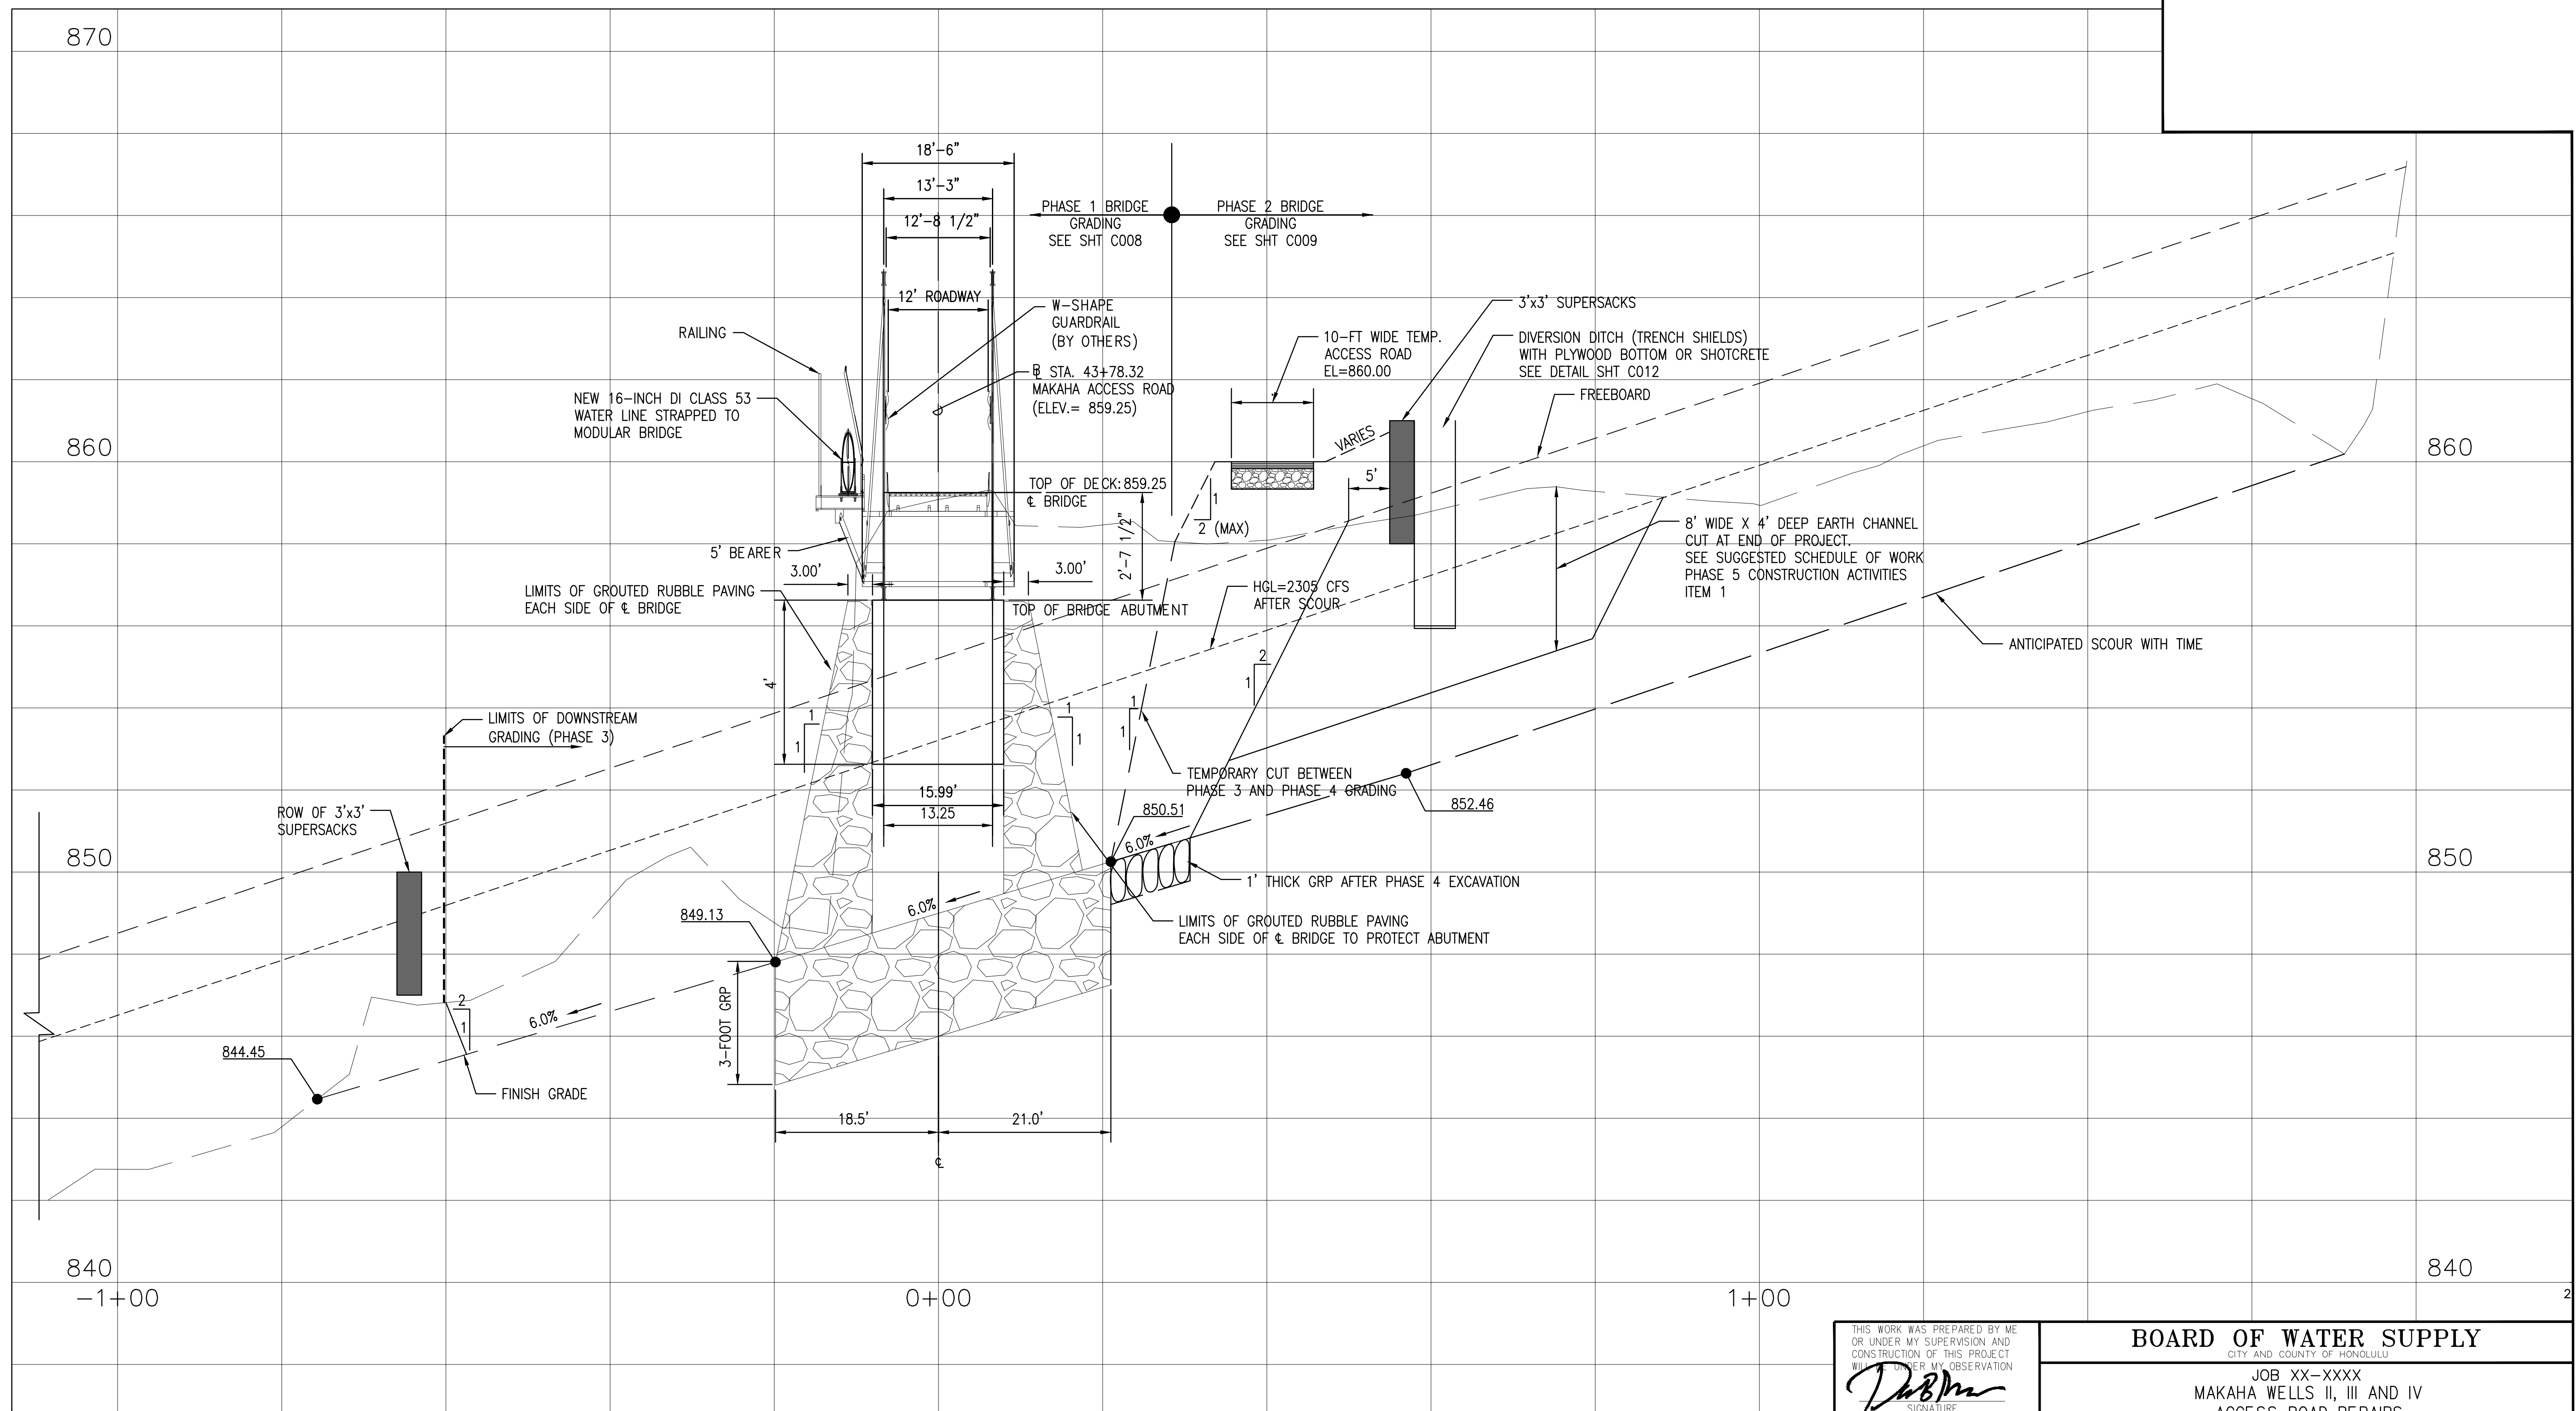 870
18'-6"
13'-3"
12'-8 1/2"
PHASE 1 BRIDGE
GRADING
SEE SHT C008
PHASE 2 BRIDGE
GRADING
SEE SHT C009
12' ROADWAY
W-SHAPE
GUARDRAIL
(BY OTHERS)
RAILING
3'x3' SUPERSACKS
10-FT WIDE TEMP.
ACCESS ROAD
EL=860.00
DIVERSION DITCH (TRENCH SHIELDS)
WITH PLYWOOD BOTTOM OR SHOTCRETE
SEE DETAIL SHT C012
℄ STA. 43+78.32
MAKAHA ACCESS ROAD
(ELEV.= 859.25)
FREEBOARD
NEW 16-INCH DI CLASS 53
WATER LINE STRAPPED TO
MODULAR BRIDGE
VARIES
860
860
5'
TOP OF DECK:859.25
℄ BRIDGE
1
2 (MAX)
2'-7 1/2"
8' WIDE X 4' DEEP EARTH CHANNEL
CUT AT END OF PROJECT.
SEE SUGGESTED SCHEDULE OF WORK
PHASE 5 CONSTRUCTION ACTIVITIES
ITEM 1
5' BEARER
3.00'
3.00'
LIMITS OF GROUTED RUBBLE PAVING
EACH SIDE OF ℄ BRIDGE
TOP OF BRIDGE ABUTMENT
HGL=2305 CFS
AFTER SCOUR
ANTICIPATED SCOUR WITH TIME
2
1
4'
1
1
1
1
1
1
LIMITS OF DOWNSTREAM
GRADING (PHASE 3)
TEMPORARY CUT BETWEEN
PHASE 3 AND PHASE 4 GRADING
15.99'
13.25
850.51
852.46
ROW OF 3'x3'
SUPERSACKS
6.0%
850
850
1' THICK GRP AFTER PHASE 4 EXCAVATION
6.0%
849.13
LIMITS OF GROUTED RUBBLE PAVING
EACH SIDE OF ℄ BRIDGE TO PROTECT ABUTMENT
3-FOOT GRP
2
1
6.0%
844.45
FINISH GRADE
18.5'
21.0'
℄
840
840
-1+00
0+00
1+00
2
THIS WORK WAS PREPARED BY ME
OR UNDER MY SUPERVISION AND
CONSTRUCTION OF THIS PROJECT
WILL BE UNDER MY OBSERVATION
SIGNATURE
BOARD OF WATER SUPPLY
CITY AND COUNTY OF HONOLULU
JOB XX-XXXX
MAKAHA WELLS II, III AND IV
ACCESS ROAD REPAIRS